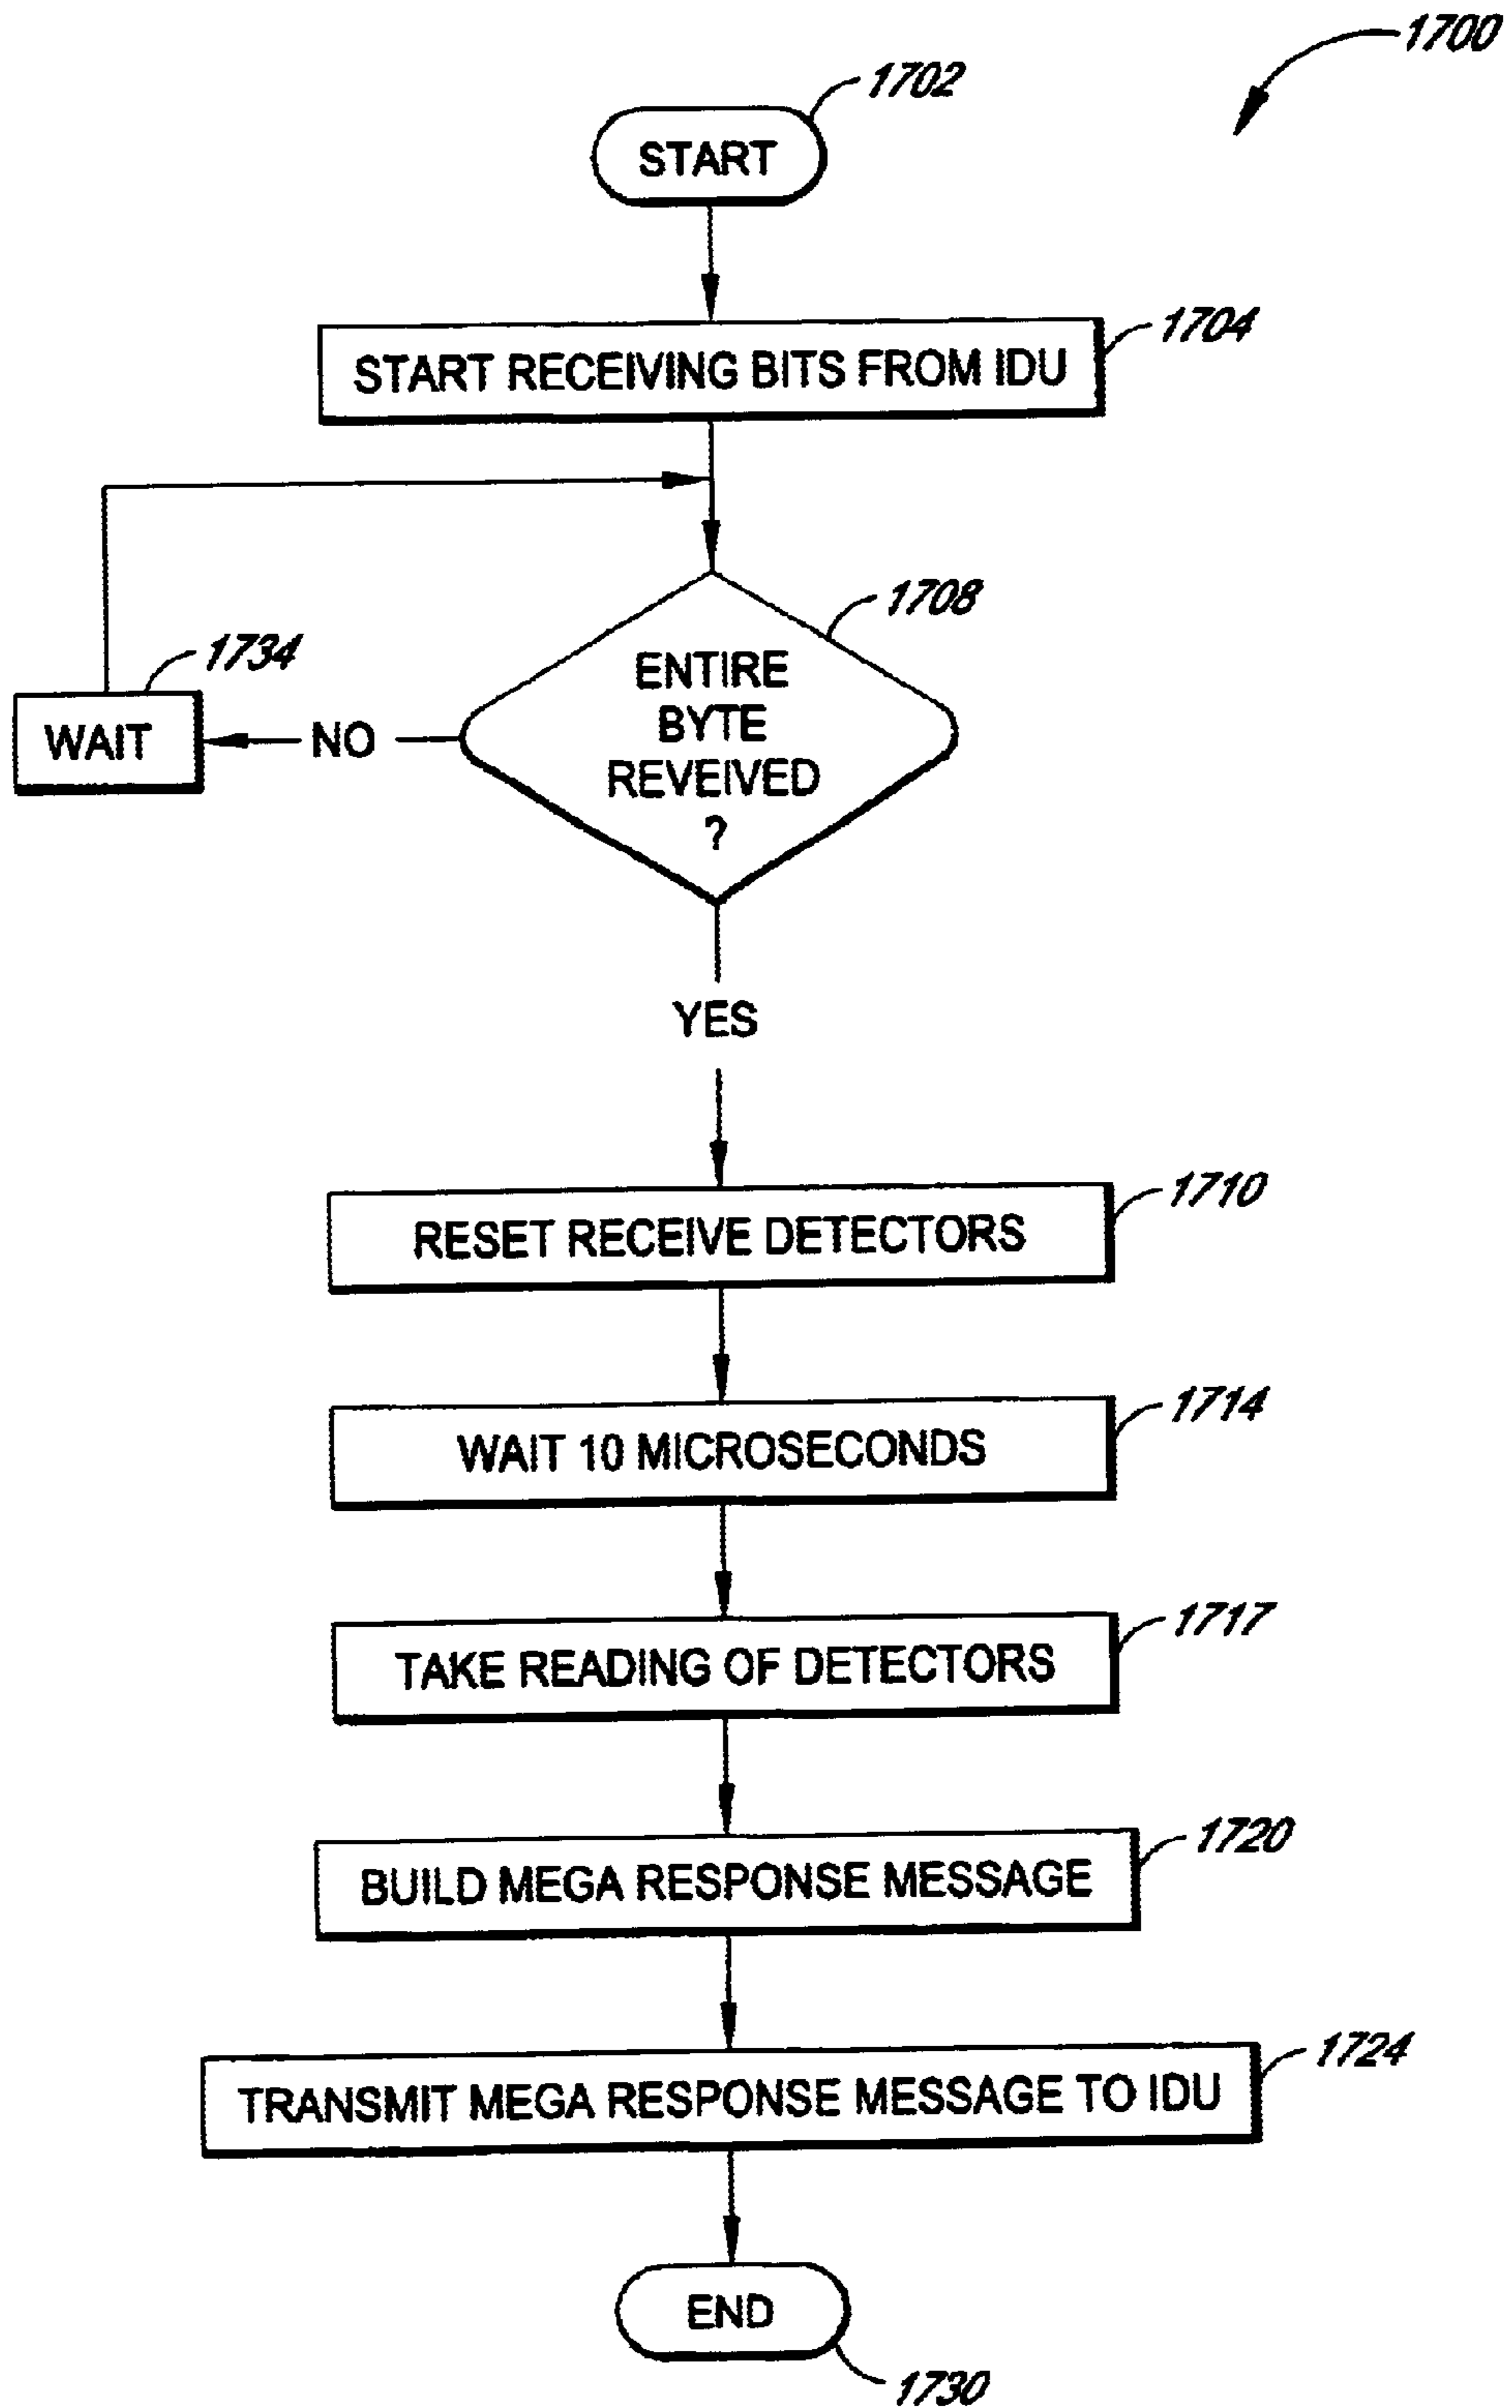 1700
1702
START
1704
START RECEIVING BITS FROM IDU
1708
ENTIRE
BYTE
REVEIVED
?
1734
WAIT
NO
YES
1710
RESET RECEIVE DETECTORS
1714
WAIT 10 MICROSECONDS
1717
TAKE READING OF DETECTORS
1720
BUILD MEGA RESPONSE MESSAGE
1724
TRANSMIT MEGA RESPONSE MESSAGE TO IDU
END
1730